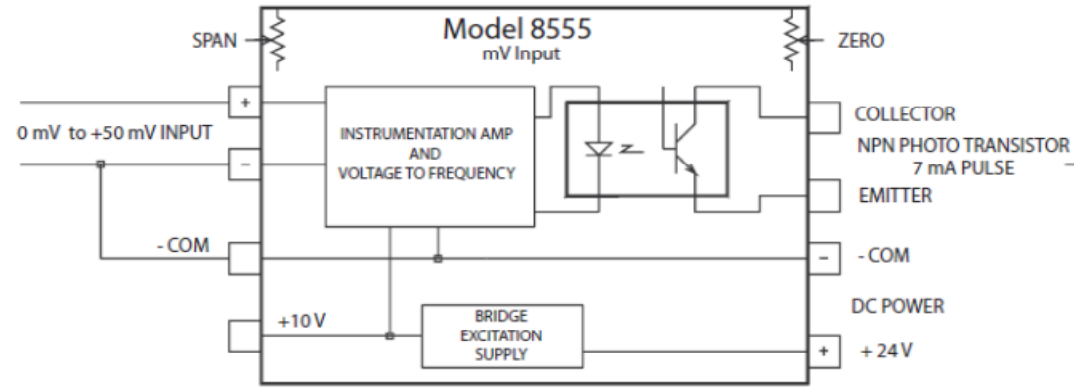 Model 8555
mV Input
SPAN
ZERO
+
0 mV to +50 mV INPUT
−
INSTRUMENTATION AMP
AND
VOLTAGE TO FREQUENCY
COLLECTOR
NPN PHOTO TRANSISTOR
7 mA PULSE
EMITTER
- COM
−
- COM
DC POWER
+10 V
BRIDGE
EXCITATION
SUPPLY
+
+ 24 V